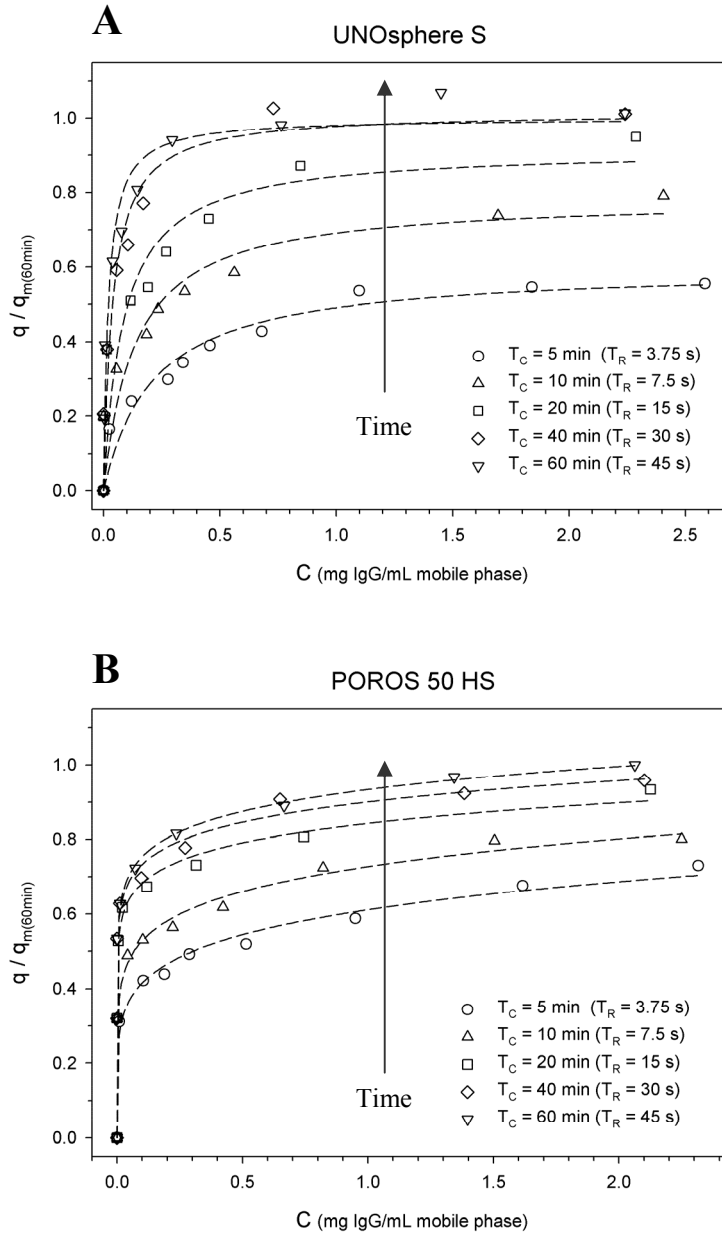 A
UNOsphere S
1.0
0.8
0.6
0.4
0.2
0.0
q / qm(60min)
Time
T_C = 5 min (T_R = 3.75 s)
T_C = 10 min (T_R = 7.5 s)
T_C = 20 min (T_R = 15 s)
T_C = 40 min (T_R = 30 s)
T_C = 60 min (T_R = 45 s)
0.0 0.5 1.0 1.5 2.0 2.5
C (mg IgG/mL mobile phase)
B
POROS 50 HS
1.0
0.8
0.6
0.4
0.2
0.0
q / qm(60min)
Time
T_C = 5 min (T_R = 3.75 s)
T_C = 10 min (T_R = 7.5 s)
T_C = 20 min (T_R = 15 s)
T_C = 40 min (T_R = 30 s)
T_C = 60 min (T_R = 45 s)
0.0 0.5 1.0 1.5 2.0
C (mg IgG/mL mobile phase)